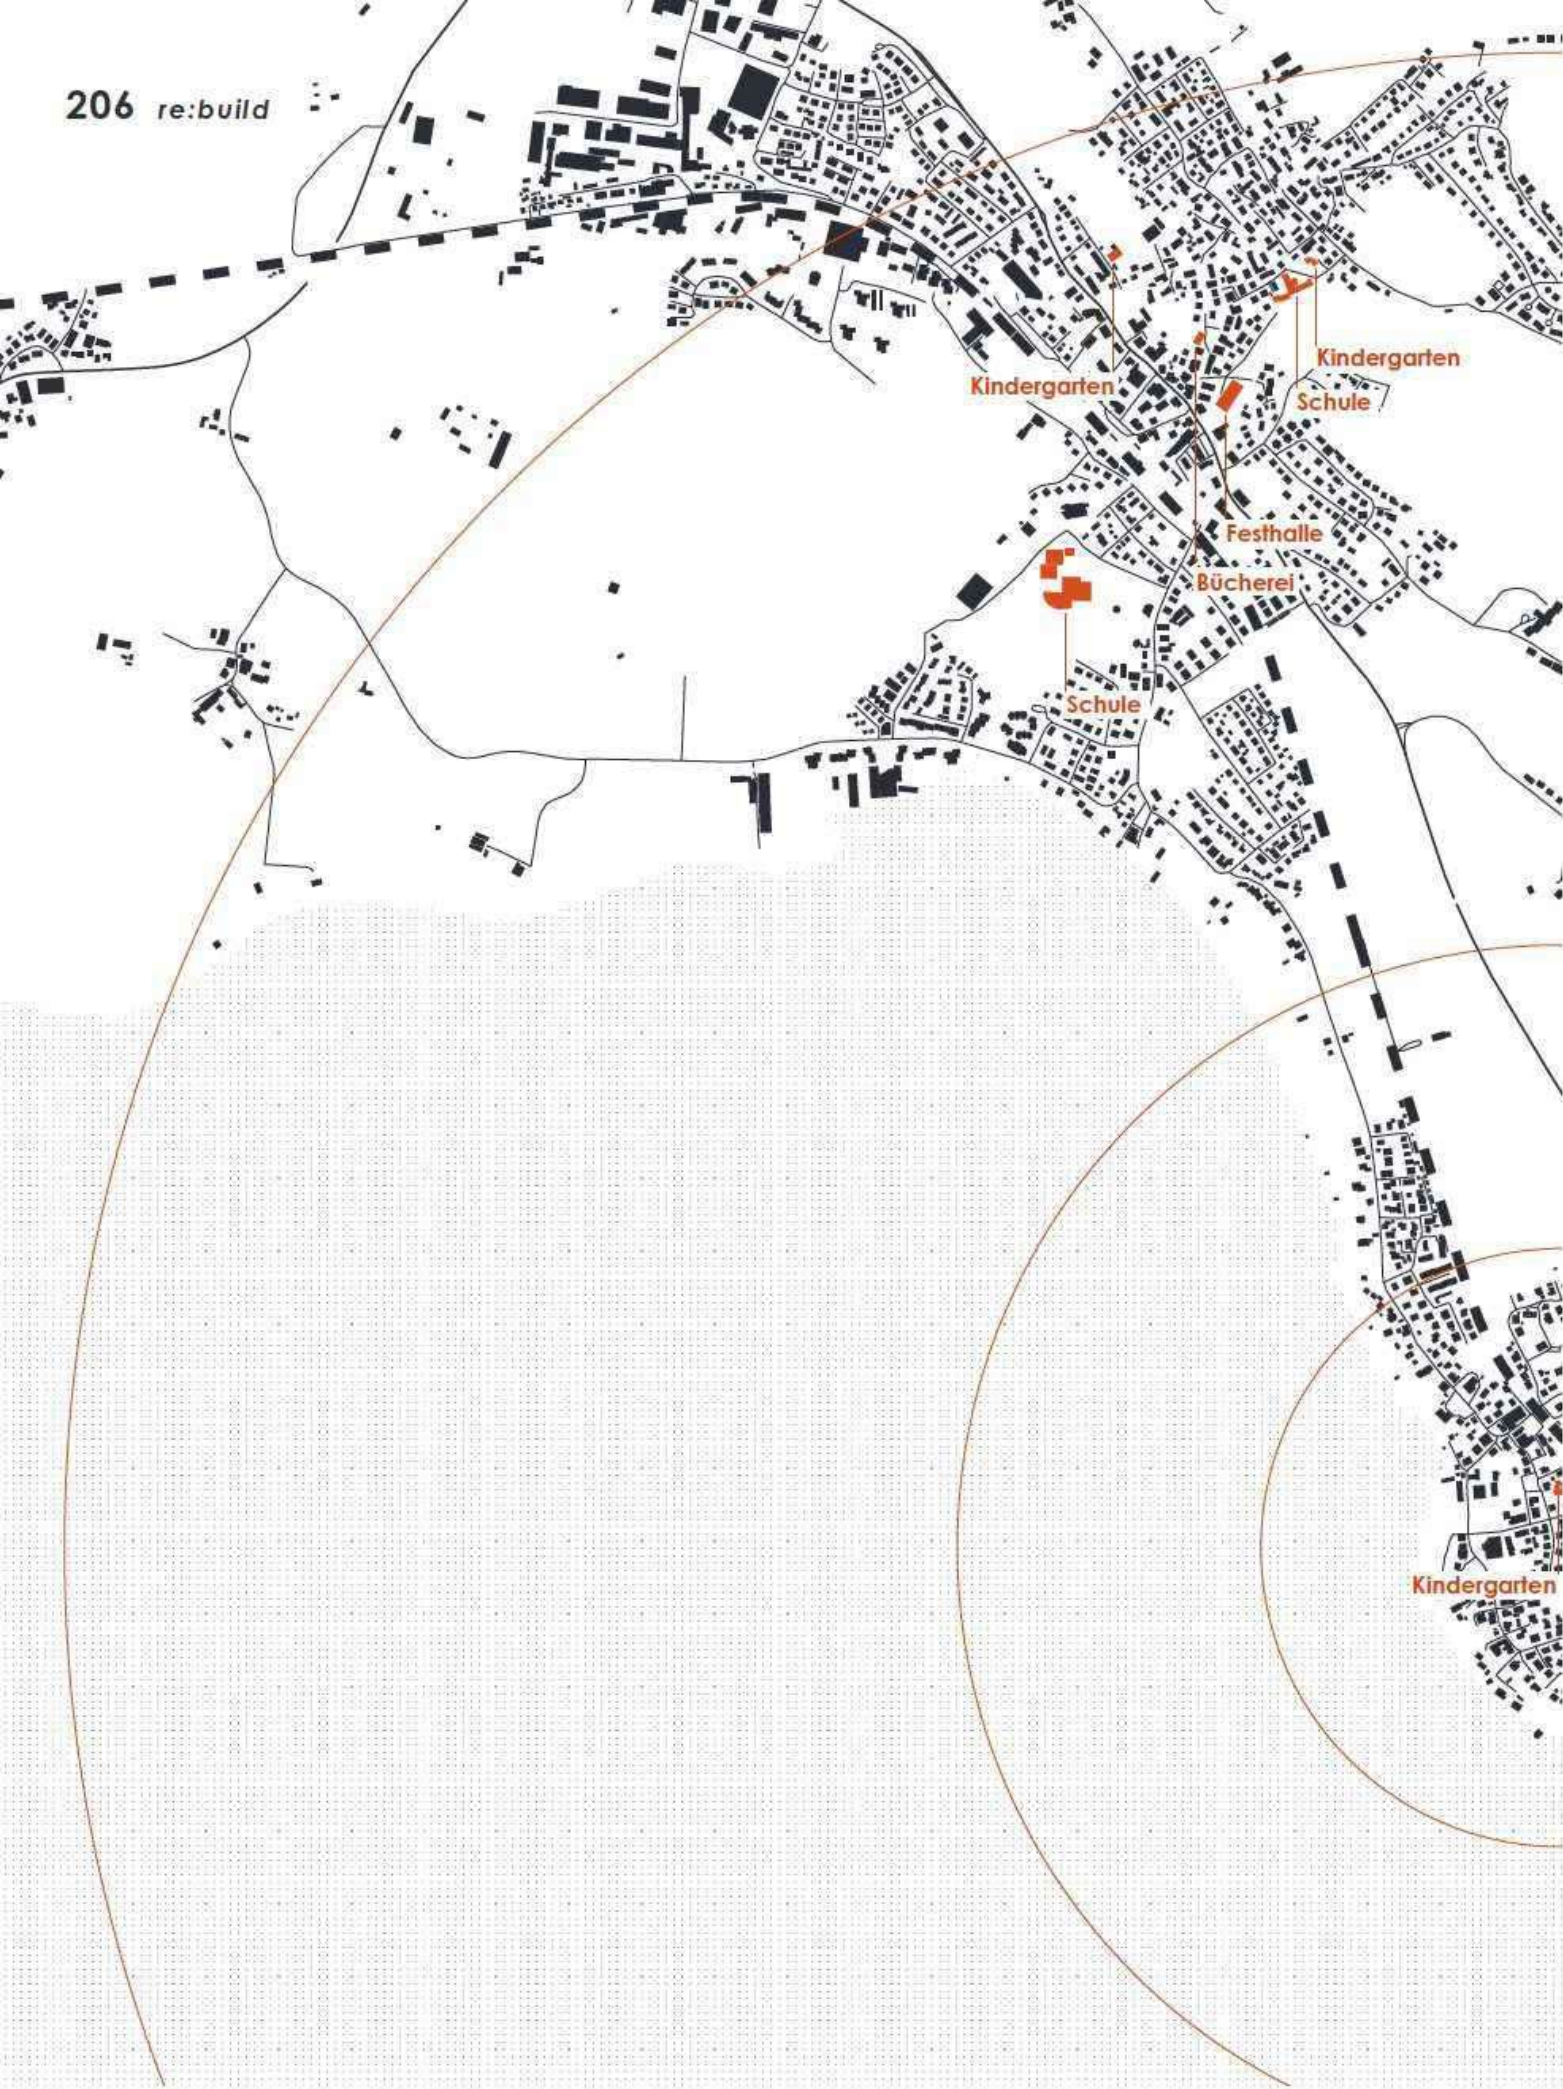 206 re:build
Kindergarten
Kindergarten
Schule
Festhalle
Bücherei
Schule
Kindergarten